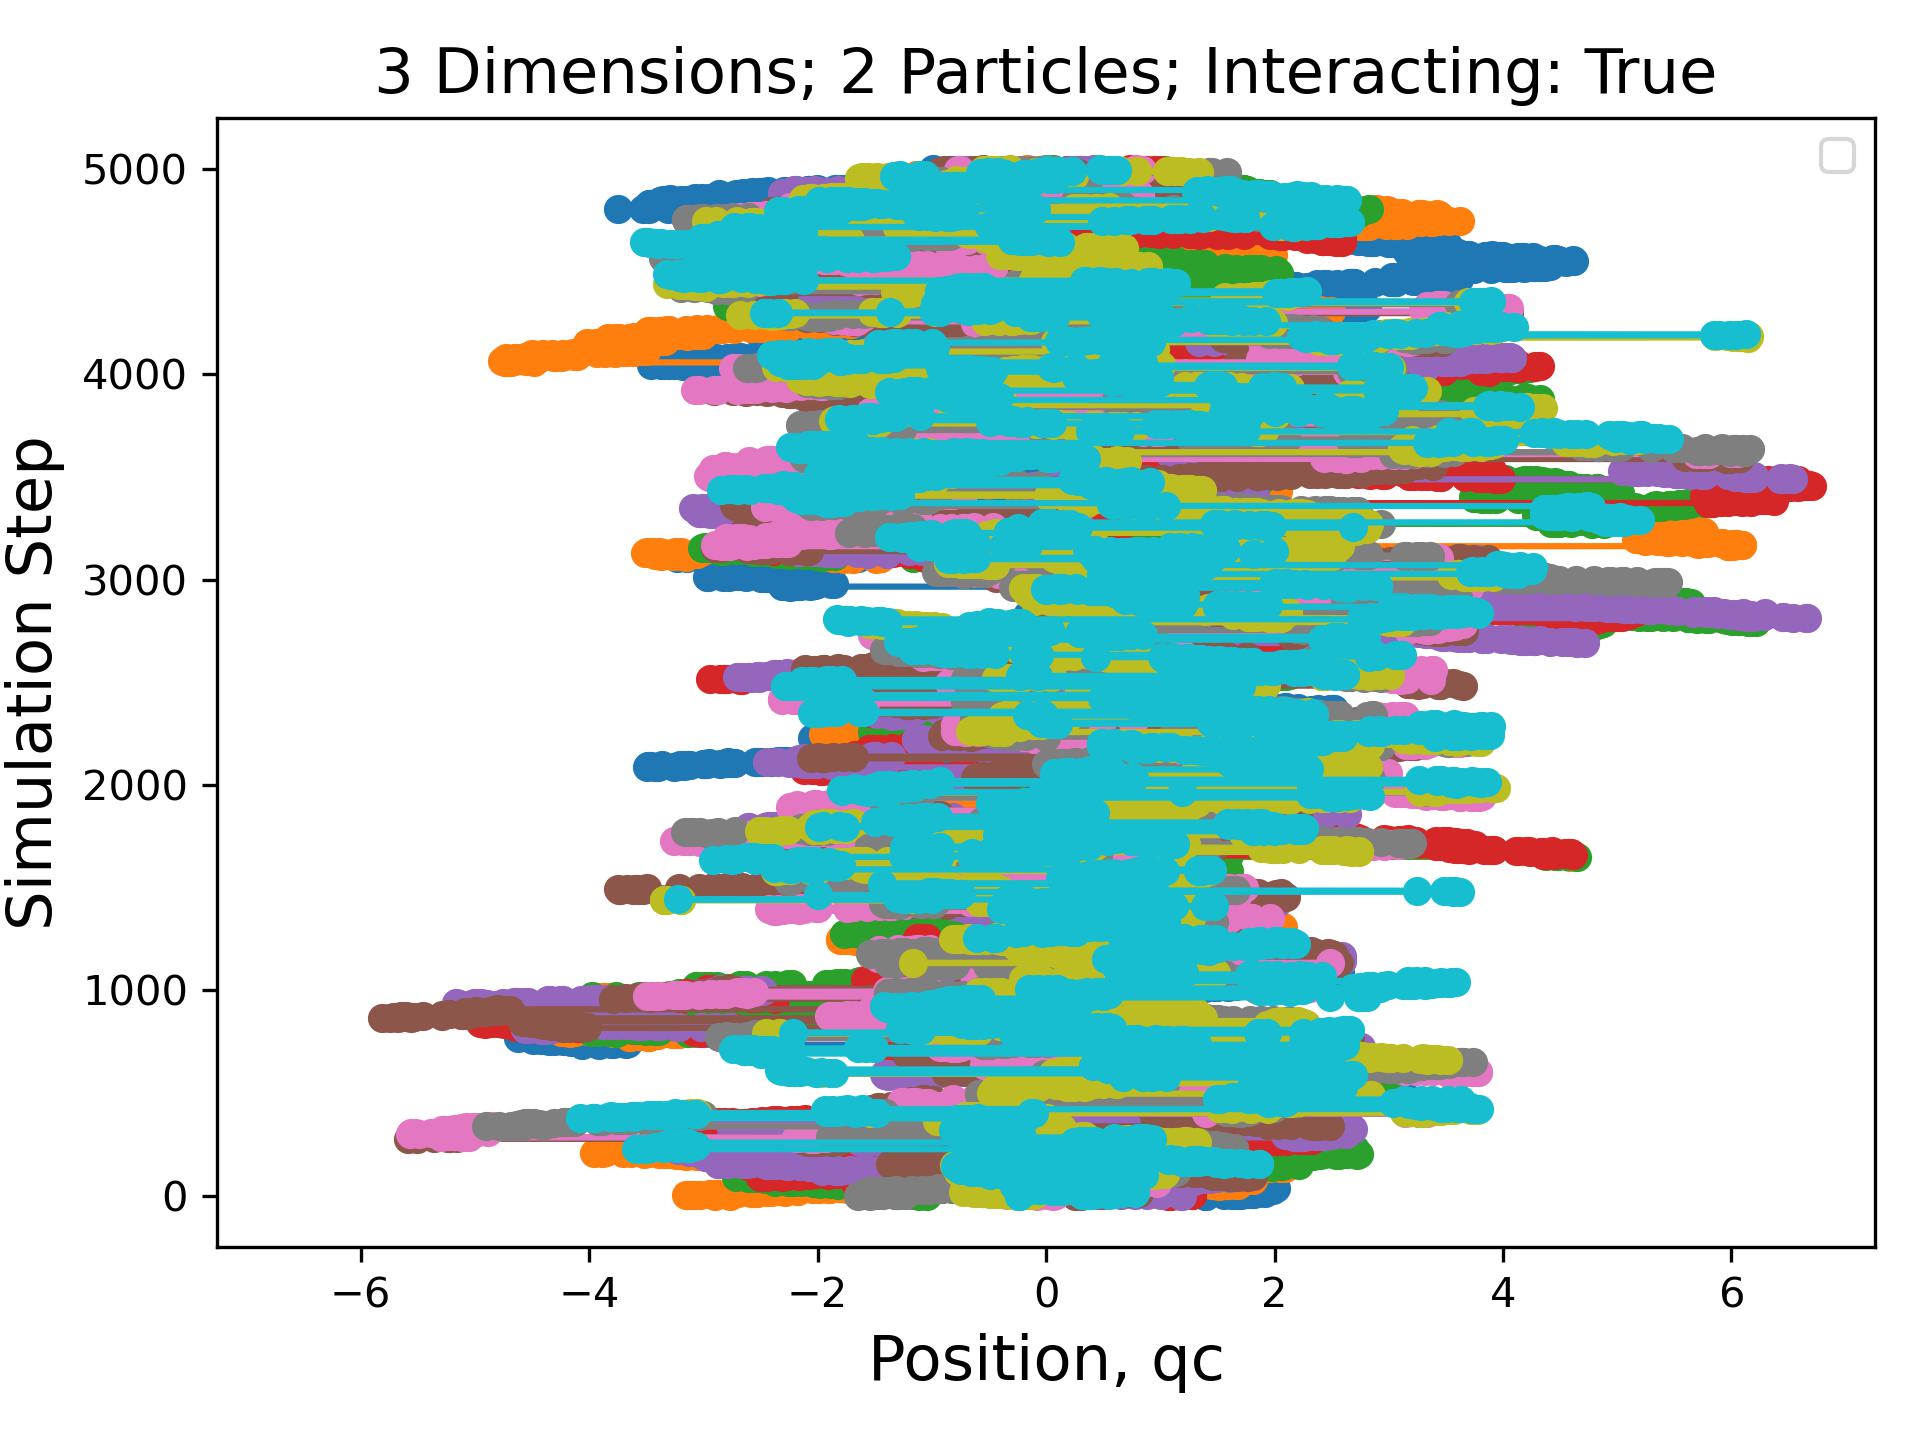 3 Dimensions; 2 Particles; Interacting: True
5000
4000
3000
2000
1000
0
Simulation Step
−6 −4 −2 0 2 4 6
Position, qc